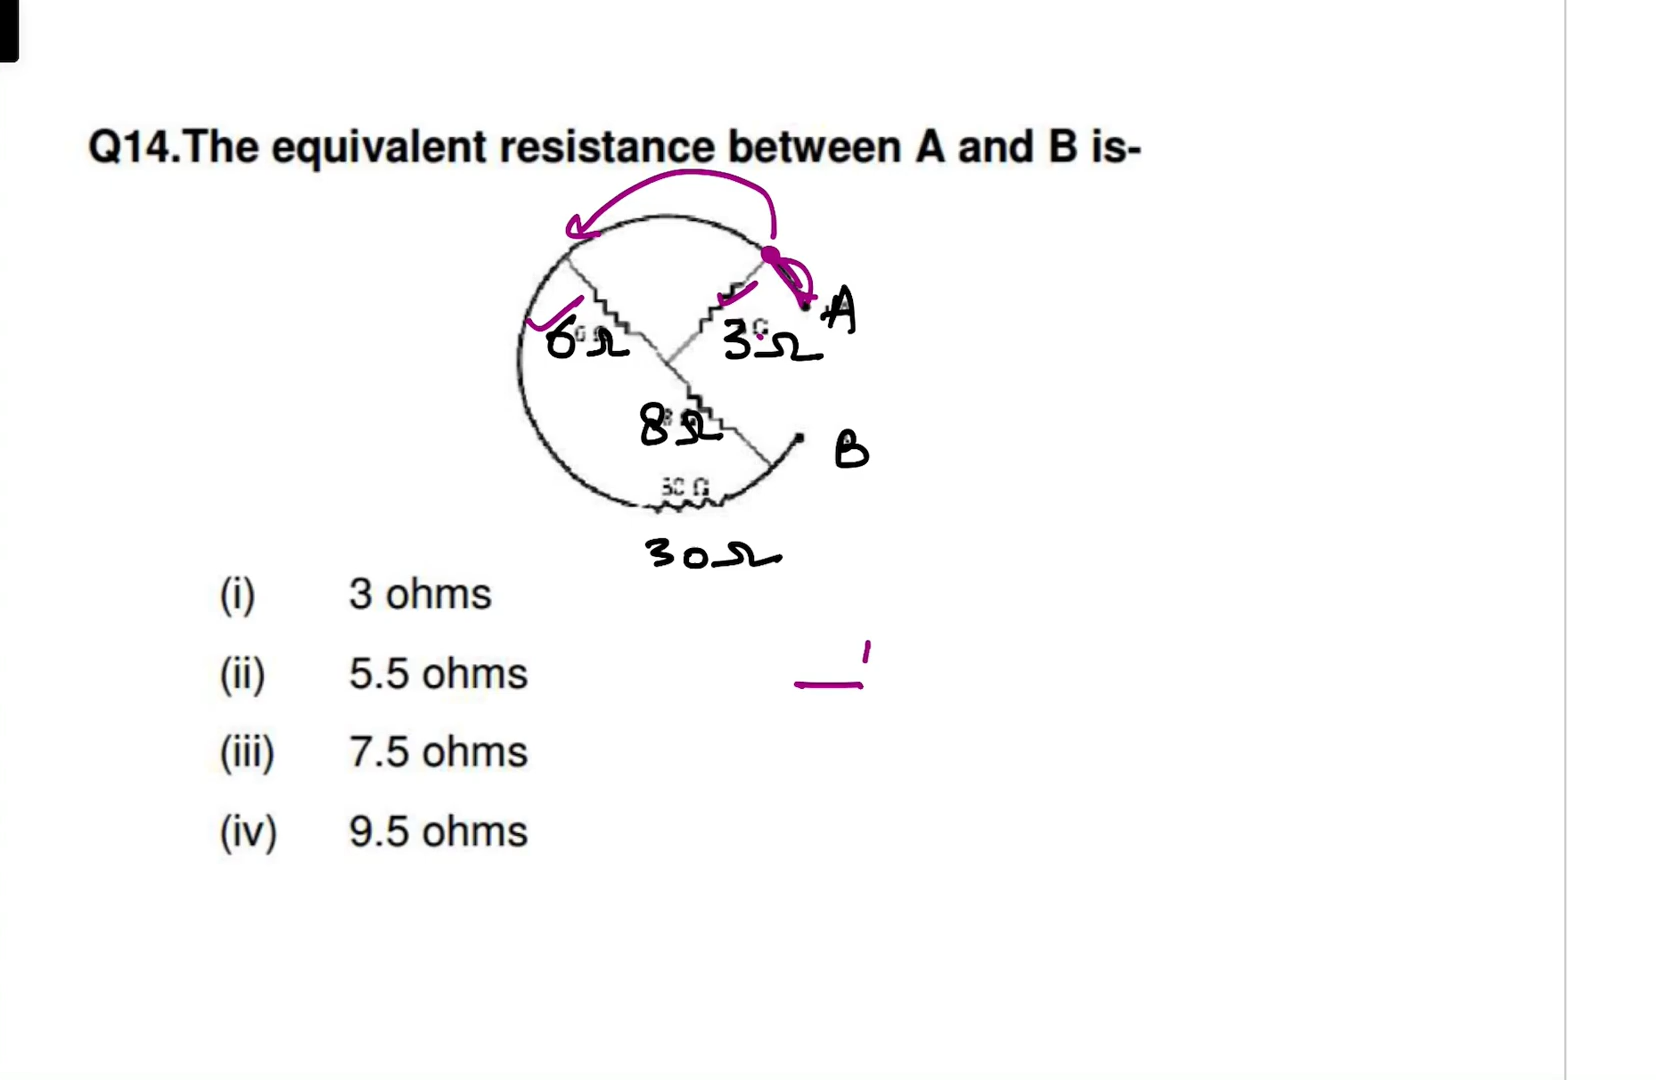 Q14.The equivalent resistance between A and B is-
A
6Ω
3Ω
8Ω
B
30 Ω
30Ω
(i) 3 ohms
(ii) 5.5 ohms
(iii) 7.5 ohms
(iv) 9.5 ohms